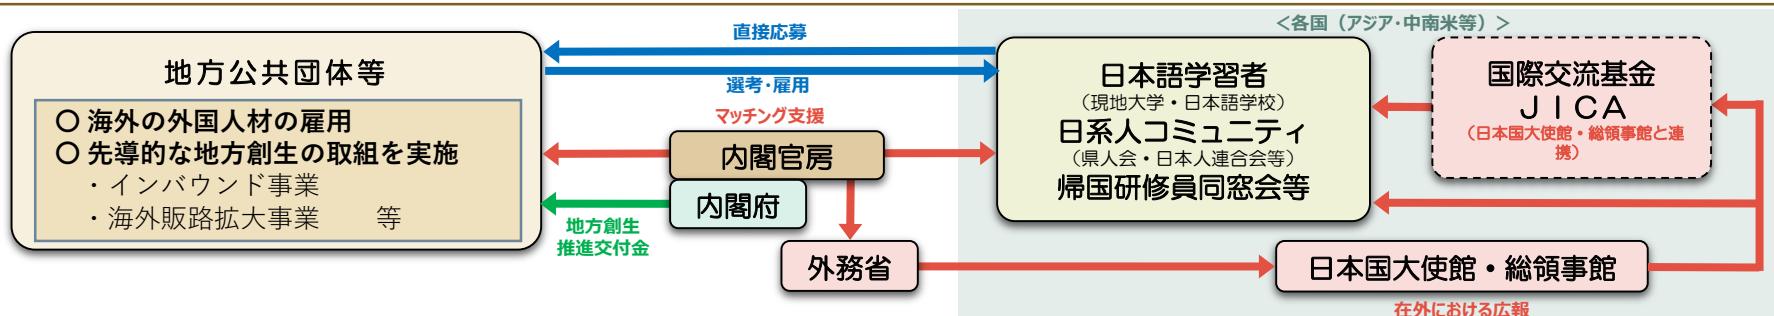 地方公共団体等
〇 海外の外国人材の雇用
〇 先導的な地方創生の取組を実施
・インバウンド事業
・海外販路拡大事業　　等
直接応募
選考・雇用
マッチング支援
内閣官房
内閣府
地方創生
推進交付金
外務省
＜各国（アジア・中南米等）＞
日本語学習者
（現地大学・日本語学校）
日系人コミュニティ
（県人会・日本人連合会等）
帰国研修員同窓会等
国際交流基金
ＪＩＣＡ
（日本国大使館・総領事館と連
携）
日本国大使館・総領事館
在外における広報